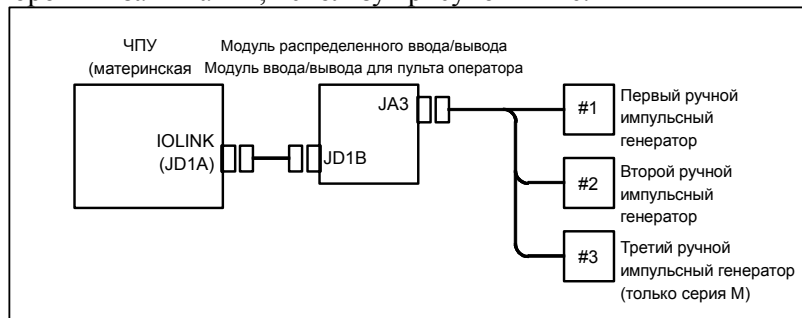 ЧПУ
(материнская
Модуль распределенного ввода/вывода
Модуль ввода/вывода для пульта оператора
IOLINK
(JD1A)
JD1B
JA3
#1
Первый ручной
импульсный
генератор
#2
Второй ручной
импульсный
генератор
#3
Третий ручной
импульсный генератор
(только серия M)